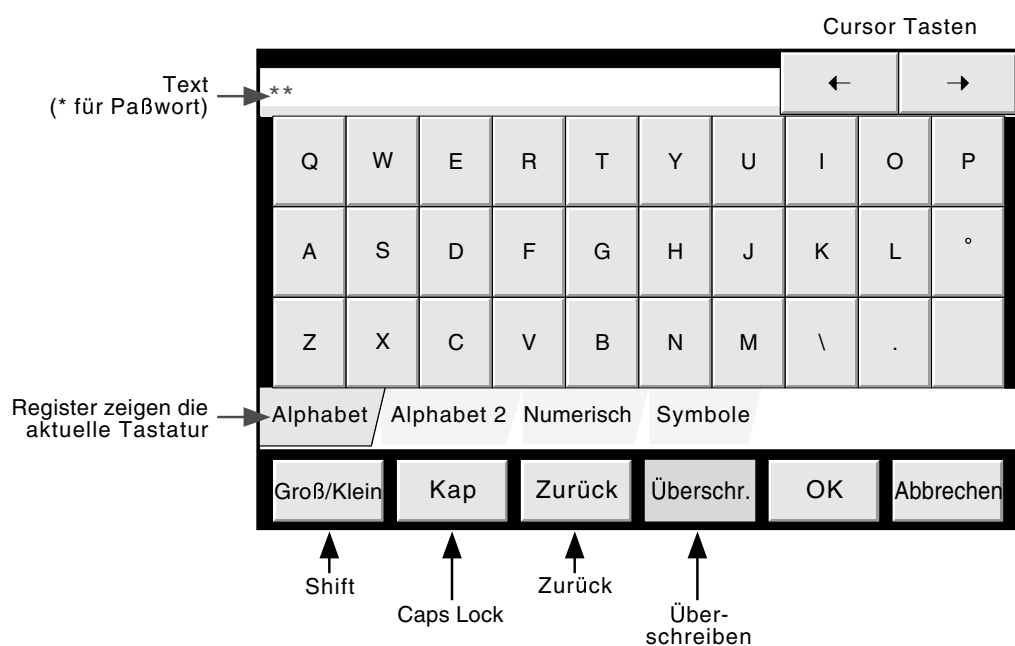 Cursor Tasten
Text
(* für Paßwort)
**
← →
Q W E R T Y U I O P
A S D F G H J K L °
Z X C V B N M \ .
Register zeigen die
aktuelle Tastatur
Alphabet Alphabet 2 Numerisch Symbole
Groß/Klein Kap Zurück Überschr. OK Abbrechen
Shift
Caps Lock
Zurück
Über-
schreiben